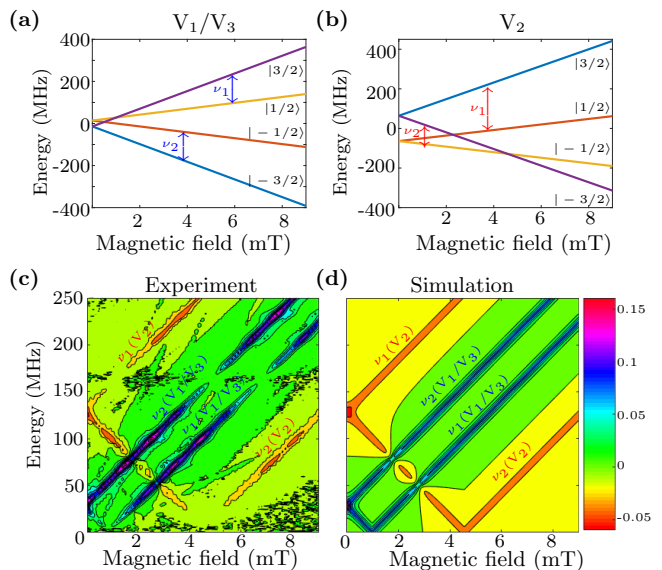 (a) V₁/V₃
400
200
0
-200
-400
Energy (MHz)
2 4 6 8
Magnetic field (mT)
|3/2⟩
|1/2⟩
|−1/2⟩
|−3/2⟩
ν₁
ν₂
(b) V₂
400
200
0
-200
-400
Energy (MHz)
2 4 6 8
Magnetic field (mT)
|3/2⟩
|1/2⟩
|−1/2⟩
|−3/2⟩
ν₁
ν₂
(c) Experiment
250
200
150
100
50
0
Energy (MHz)
0 2 4 6 8
Magnetic field (mT)
ν₁(V₂)
ν₂(V₁/V₃)
ν₁(V₁/V₃)
ν₂(V₂)
(d) Simulation
0 2 4 6 8
Magnetic field (mT)
ν₁(V₂)
ν₂(V₁/V₃)
ν₁(V₁/V₃)
ν₂(V₂)
0.15
0.1
0.05
0
-0.05